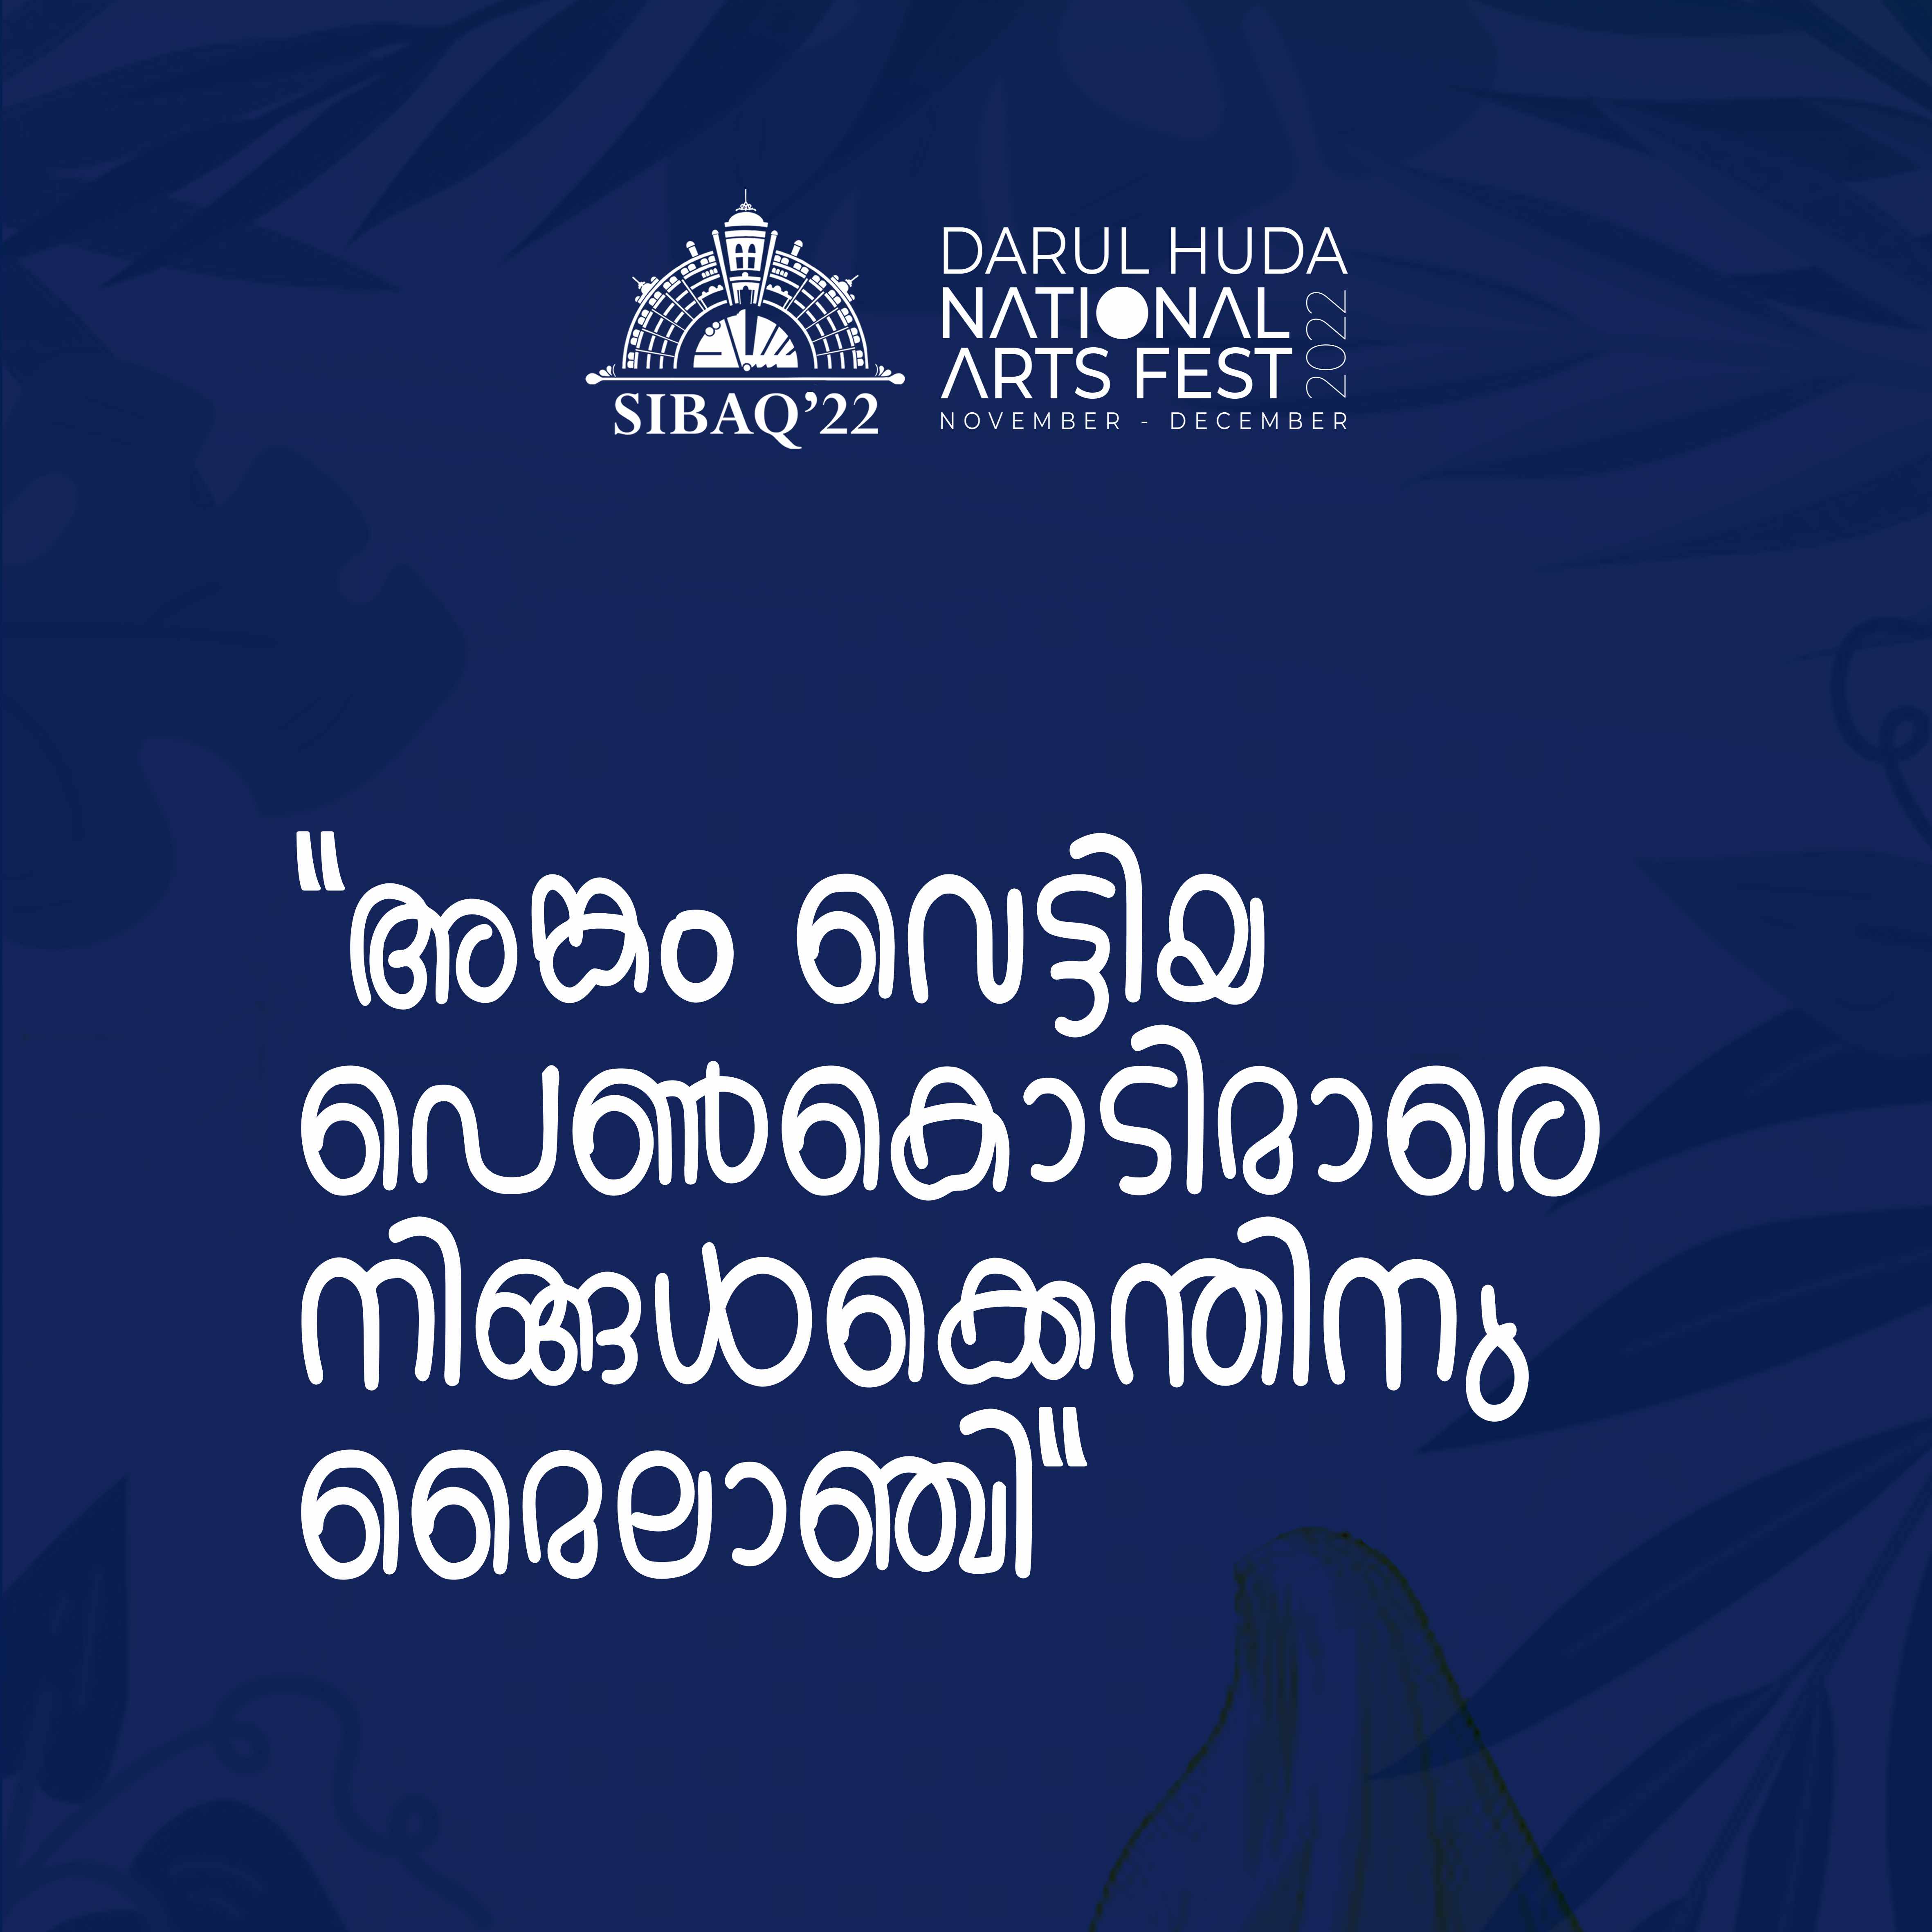 SIBAQ'22
DARUL HUDA
NATIONAL
ARTS FEST
2022
NOVEMBER - DECEMBER
"അങ്കം വെട്ടിയ
പെൺകൊടിമാരെ
നിങ്ങൾക്കെന്തിനു
മൈലാഞ്ചി"